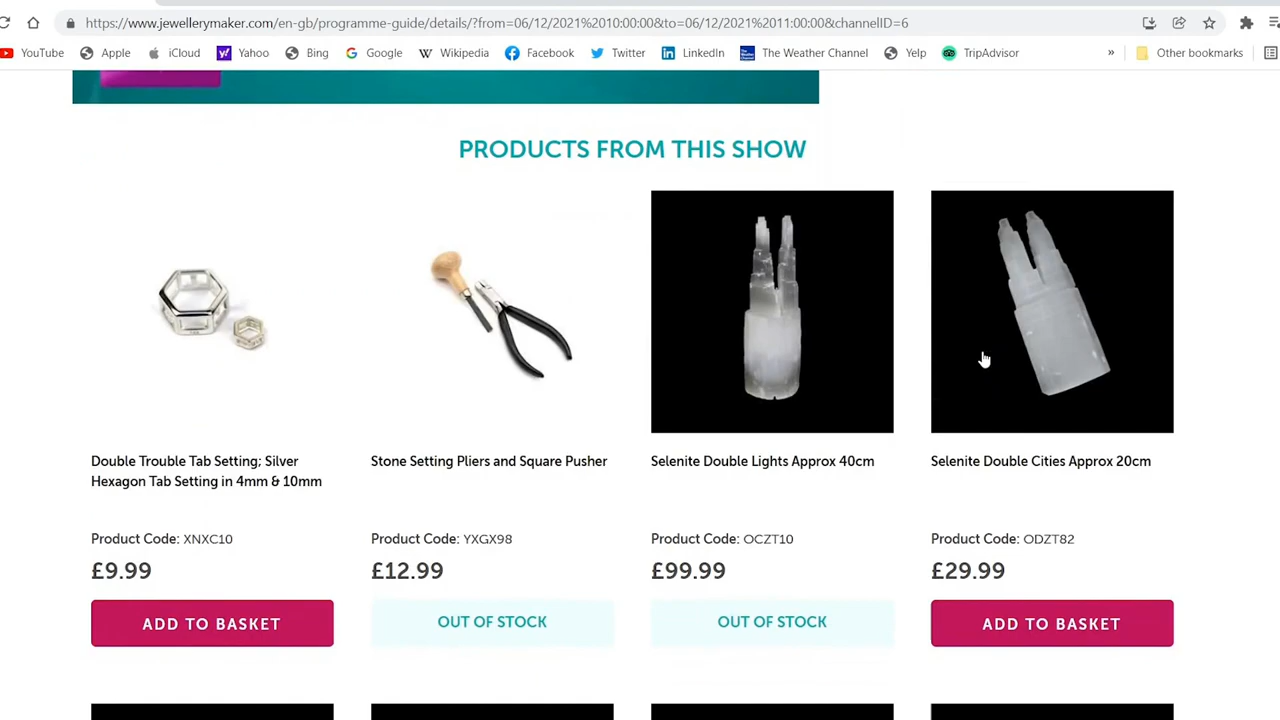 https://www.jewellerymaker.com/en-gb/programme-guide/details/?from=06/12/2021%2010:00:00&to=06/12/2021%2011:00:00&channelID=6
YouTube Apple iCloud Yahoo Bing Google Wikipedia Facebook Twitter LinkedIn The Weather Channel Yelp TripAdvisor » Other bookmarks
PRODUCTS FROM THIS SHOW
Double Trouble Tab Setting; Silver
Hexagon Tab Setting in 4mm & 10mm
Product Code: XNXC10
£9.99
ADD TO BASKET
Stone Setting Pliers and Square Pusher
Product Code: YXGX98
£12.99
OUT OF STOCK
Selenite Double Lights Approx 40cm
Product Code: OCZT10
£99.99
OUT OF STOCK
Selenite Double Cities Approx 20cm
Product Code: ODZT82
£29.99
ADD TO BASKET